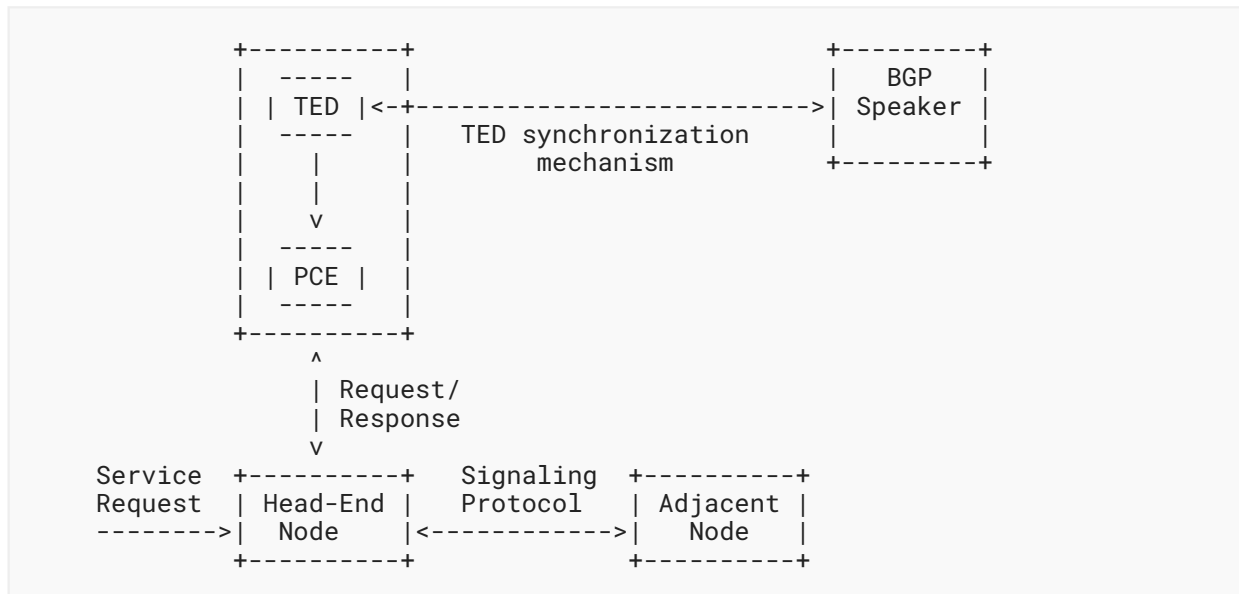 BGP
TED Speaker
TED synchronization
mechanism
PCE
Request/
Response
Service Signaling
Request Head-End Protocol Adjacent
Node Node